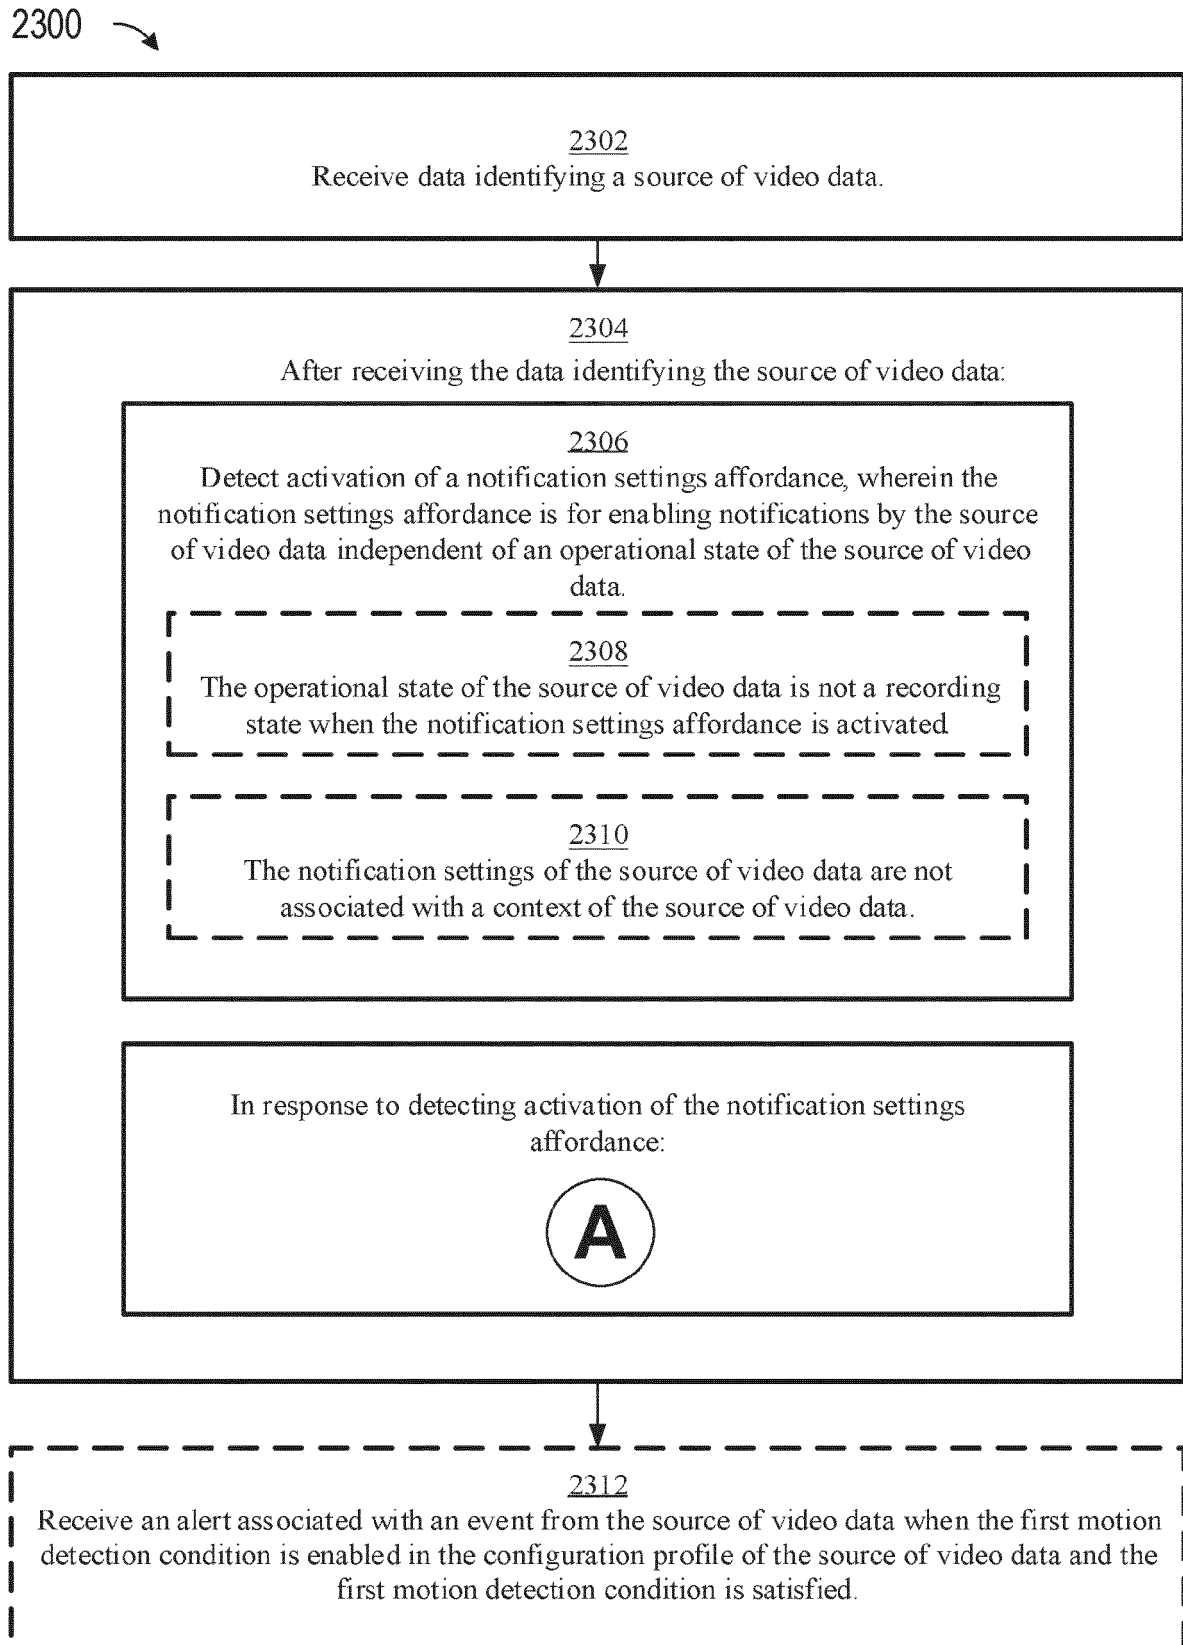 2300
2302
Receive data identifying a source of video data.
2304
After receiving the data identifying the source of video data:
2306
Detect activation of a notification settings affordance, wherein the
notification settings affordance is for enabling notifications by the source
of video data independent of an operational state of the source of video
data.
2308
The operational state of the source of video data is not a recording
state when the notification settings affordance is activated
2310
The notification settings of the source of video data are not
associated with a context of the source of video data.
In response to detecting activation of the notification settings
affordance:
A
2312
Receive an alert associated with an event from the source of video data when the first motion
detection condition is enabled in the configuration profile of the source of video data and the
first motion detection condition is satisfied.